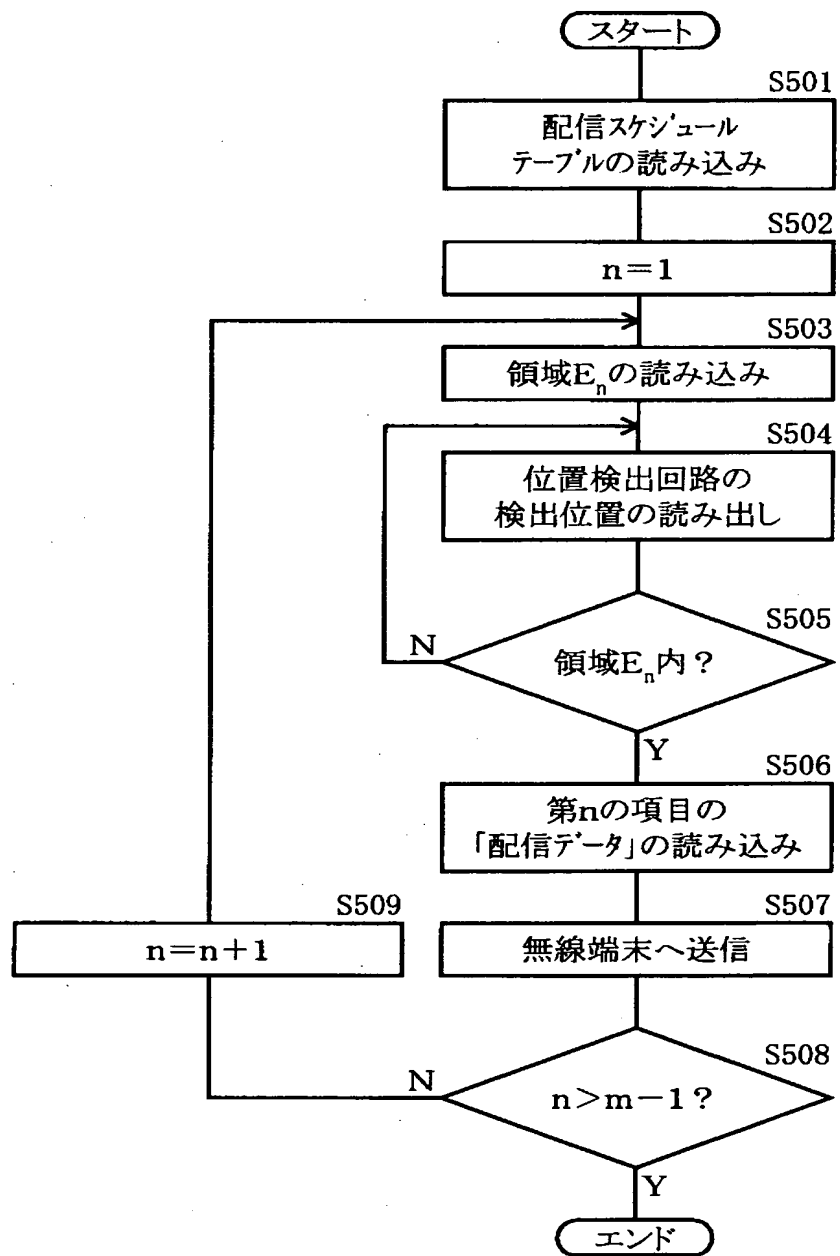 スタート
S501
配信スケジュール
テーブルの読み込み
S502
n=1
S503
領域Enの読み込み
S504
位置検出回路の
検出位置の読み出し
S505
N
領域En内？
Y
S506
第nの項目の
「配信データ」の読み込み
S509
S507
n=n+1
無線端末へ送信
S508
N
n>m-1?
Y
エンド